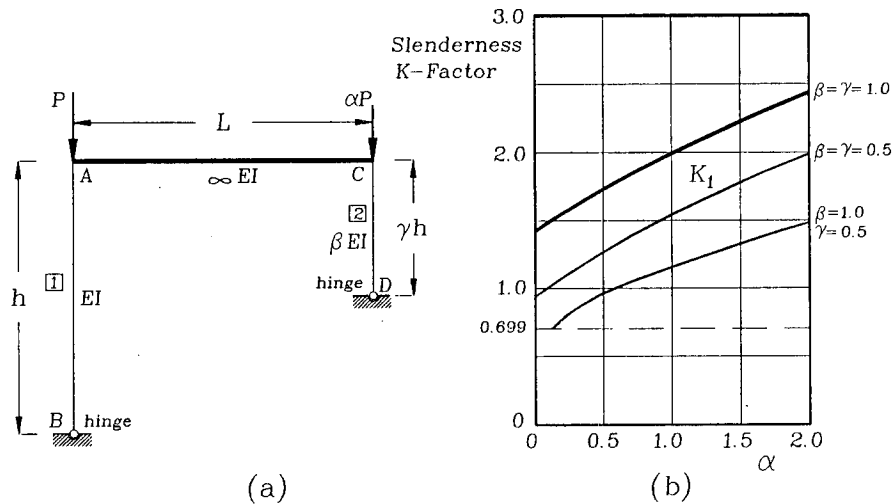 P
αP
L
A
C
∞ EI
2
β EI
γh
h
1
EI
hinge
D
B
hinge
(a)
Slenderness
K-Factor
3.0
2.0
1.0
0.699
0
0
0.5
1.0
1.5
2.0
α
K₁
β=γ=1.0
β=γ=0.5
β=1.0
γ=0.5
(b)